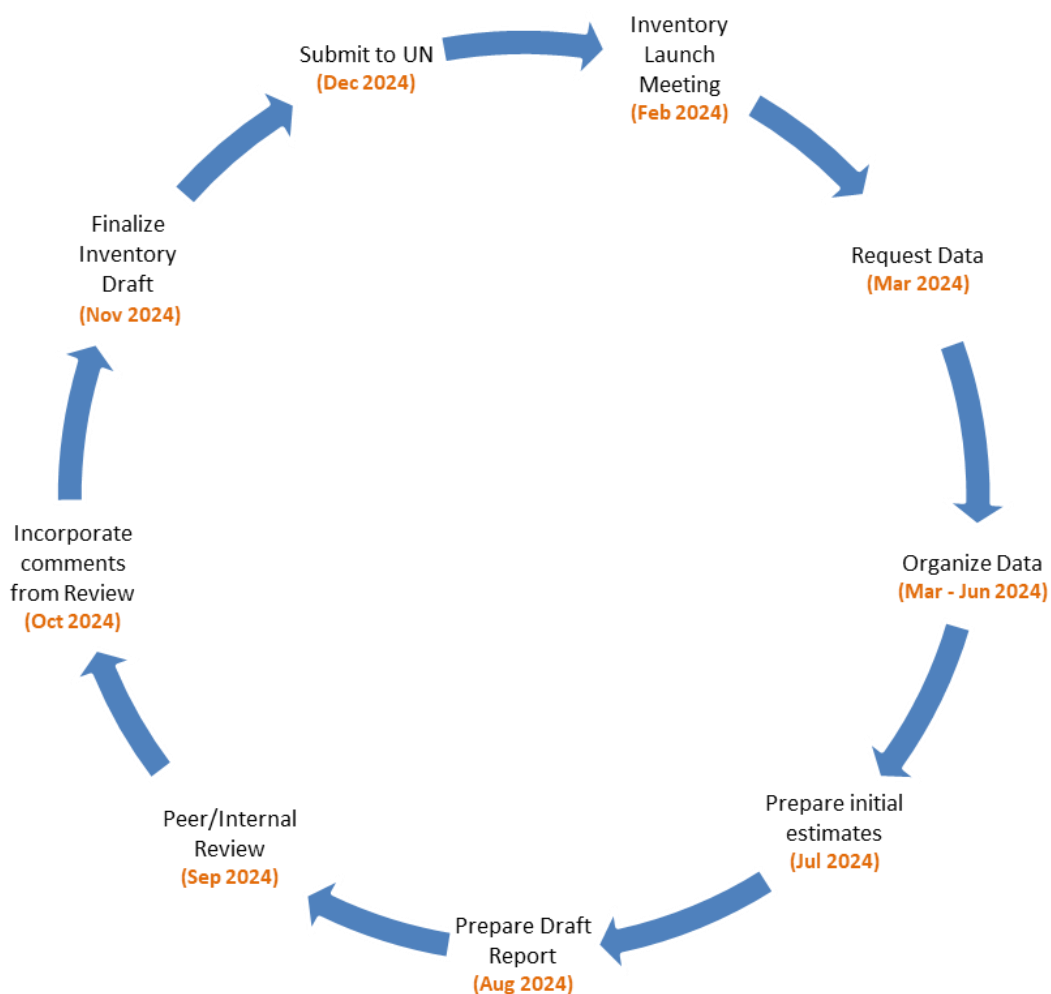 Inventory
Launch
Meeting
(Feb 2024)
Request Data
(Mar 2024)
Organize Data
(Mar - Jun 2024)
Prepare initial
estimates
(Jul 2024)
Prepare Draft
Report
(Aug 2024)
Peer/Internal
Review
(Sep 2024)
Incorporate
comments
from Review
(Oct 2024)
Finalize
Inventory
Draft
(Nov 2024)
Submit to UN
(Dec 2024)